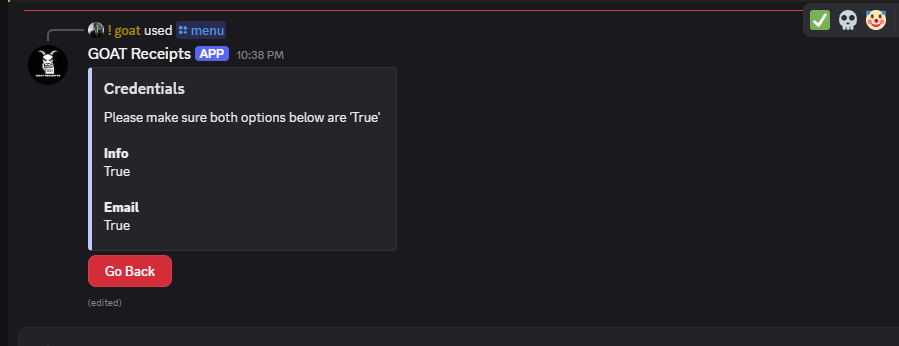 ! goat used menu
GOAT Receipts APP 10:38 PM
Credentials
Please make sure both options below are 'True'
Info
True
Email
True
Go Back
(edited)